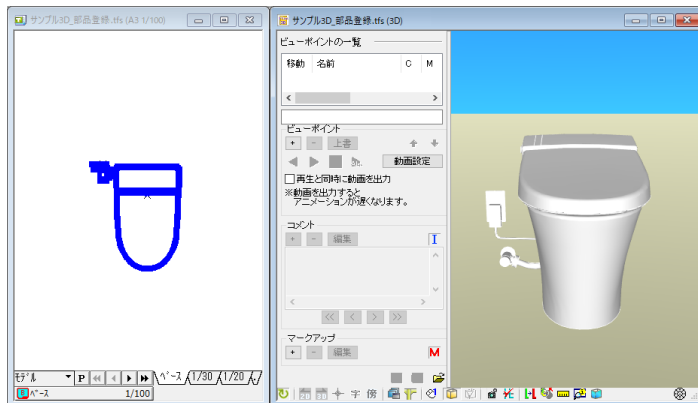 サンプル3D_部品登録.tfs (A3 1/100)
モデル
P
ベース
1/30
1/20
ベース
1/100
サンプル3D_部品登録.tfs (3D)
ビューポイントの一覧
移動 名前 C M
ビューポイント
+ - 上書
動画設定
再生と同時に動画を出力
※動画を出力すると
アニメーションが遅くなります。
コメント
+ - 編集 I
<< < > >>
マークアップ
+ - 編集 M
字 傍